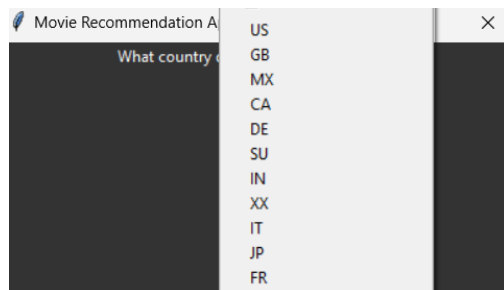 Movie Recommendation A
What country
US
GB
MX
CA
DE
SU
IN
XX
IT
JP
FR